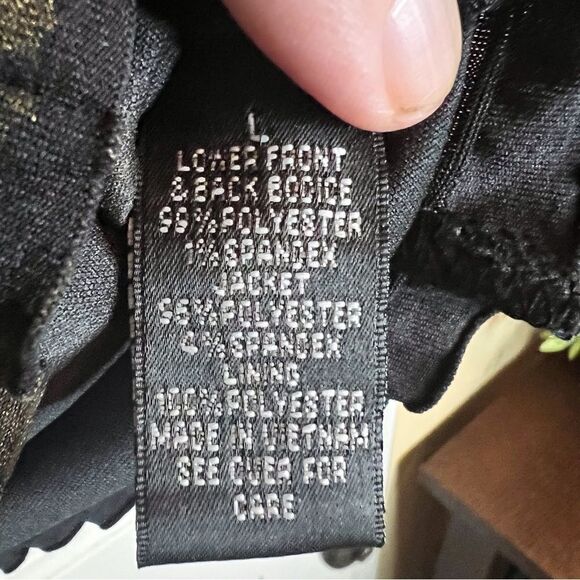 L
LOWER FRONT
& BACK BODICE
99% POLYESTER
1% SPANDEX
JACKET
96% POLYESTER
4% SPANDEX
LINING
100% POLYESTER
MADE IN VIETNAM
SEE OVER FOR
CARE